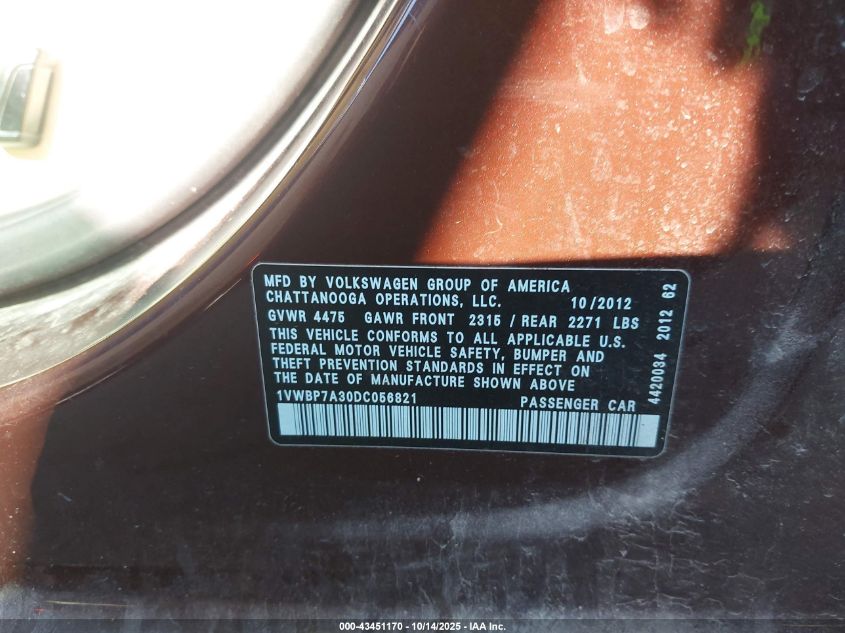 MFD BY VOLKSWAGEN GROUP OF AMERICA
CHATTANOOGA OPERATIONS, LLC. 10/2012
GVWR 4475 GAWR FRONT 2315 / REAR 2271 LBS
THIS VEHICLE CONFORMS TO ALL APPLICABLE U.S.
FEDERAL MOTOR VEHICLE SAFETY, BUMPER AND
THEFT PREVENTION STANDARDS IN EFFECT ON
THE DATE OF MANUFACTURE SHOWN ABOVE
1VWBP7A30DC056821 PASSENGER CAR
4420034 2012 62
000-43451170 - 10/14/2025 - IAA Inc.